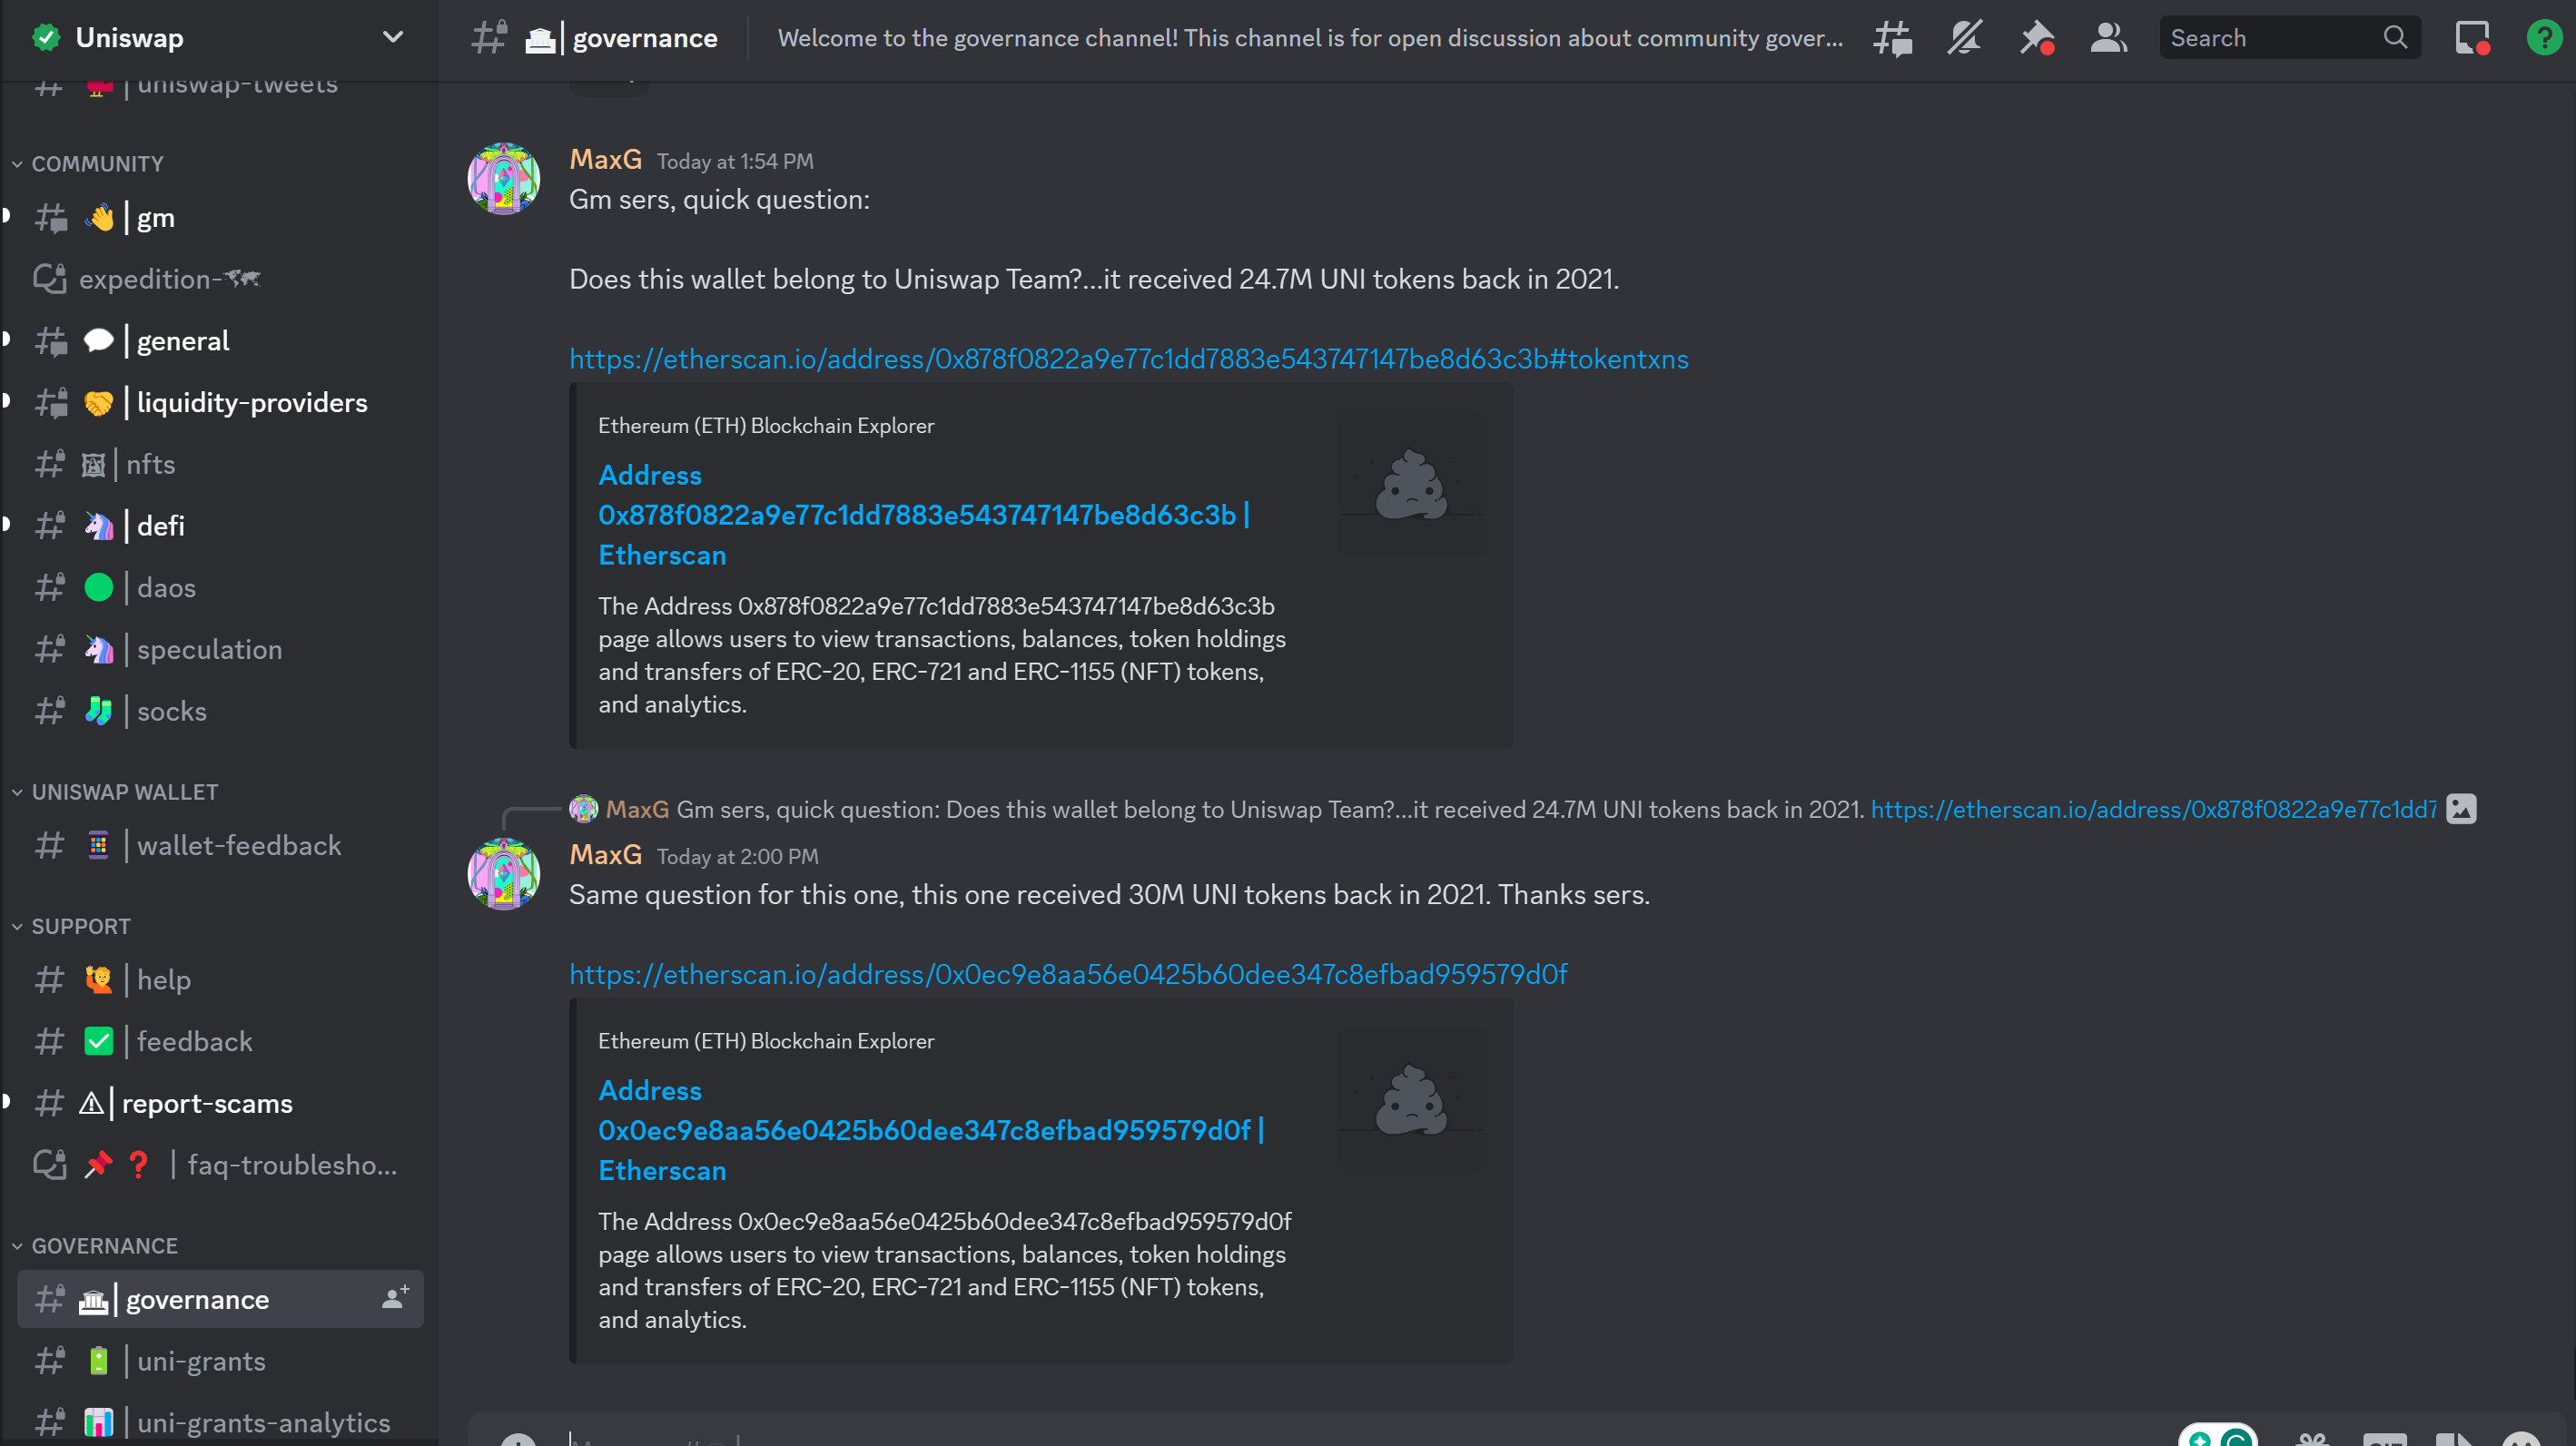 Uniswap
uniswap-tweets
COMMUNITY
gm
expedition-
general
liquidity-providers
nfts
defi
daos
speculation
socks
UNISWAP WALLET
wallet-feedback
SUPPORT
help
feedback
report-scams
faq-troublesho...
GOVERNANCE
governance
uni-grants
uni-grants-analytics
governance
Welcome to the governance channel! This channel is for open discussion about community gover...
Search
MaxG Today at 1:54 PM
Gm sers, quick question:
Does this wallet belong to Uniswap Team?...it received 24.7M UNI tokens back in 2021.
https://etherscan.io/address/0x878f0822a9e77c1dd7883e543747147be8d63c3b#tokentxns
Ethereum (ETH) Blockchain Explorer
Address
0x878f0822a9e77c1dd7883e543747147be8d63c3b |
Etherscan
The Address 0x878f0822a9e77c1dd7883e543747147be8d63c3b
page allows users to view transactions, balances, token holdings
and transfers of ERC-20, ERC-721 and ERC-1155 (NFT) tokens,
and analytics.
MaxG Gm sers, quick question: Does this wallet belong to Uniswap Team?...it received 24.7M UNI tokens back in 2021. https://etherscan.io/address/0x878f0822a9e77c1dd7
MaxG Today at 2:00 PM
Same question for this one, this one received 30M UNI tokens back in 2021. Thanks sers.
https://etherscan.io/address/0x0ec9e8aa56e0425b60dee347c8efbad959579d0f
Ethereum (ETH) Blockchain Explorer
Address
0x0ec9e8aa56e0425b60dee347c8efbad959579d0f |
Etherscan
The Address 0x0ec9e8aa56e0425b60dee347c8efbad959579d0f
page allows users to view transactions, balances, token holdings
and transfers of ERC-20, ERC-721 and ERC-1155 (NFT) tokens,
and analytics.